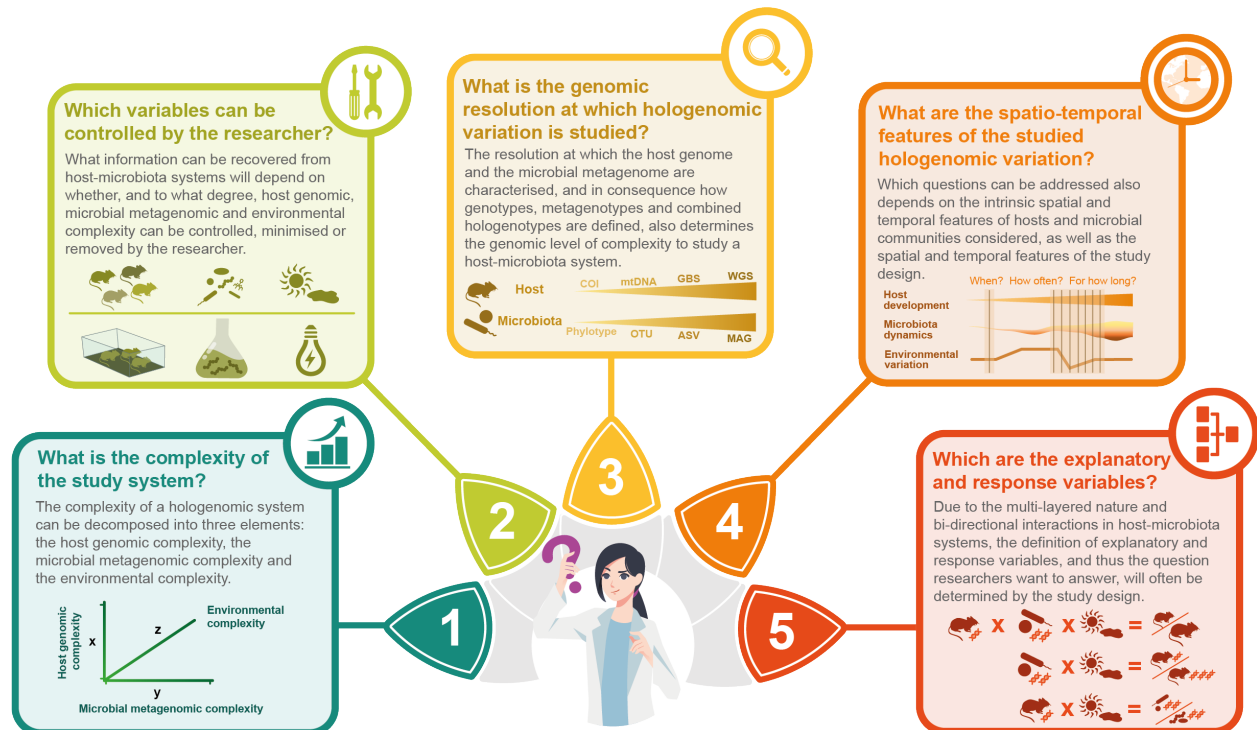 What is the complexity of
the study system?
The complexity of a hologenomic system
can be decomposed into three elements:
the host genomic complexity, the
microbial metagenomic complexity and
the environmental complexity.
Host genomic
complexity
x
z
y
Environmental
complexity
Microbial metagenomic complexity
1
Which variables can be
controlled by the researcher?
What information can be recovered from
host-microbiota systems will depend on
whether, and to what degree, host genomic,
microbial metagenomic and environmental
complexity can be controlled, minimised or
removed by the researcher.
2
What is the genomic
resolution at which hologenomic
variation is studied?
The resolution at which the host genome
and the microbial metagenome are
characterised, and in consequence how
genotypes, metagenotypes and combined
hologenotypes are defined, also determines
the genomic level of complexity to study a
host-microbiota system.
Host
COI mtDNA GBS WGS
Microbiota
Phylotype OTU ASV MAG
3
What are the spatio-temporal
features of the studied
hologenomic variation?
Which questions can be addressed also
depends on the intrinsic spatial and
temporal features of hosts and microbial
communities considered, as well as the
spatial and temporal features of the study
design.
When? How often? For how long?
Host
development
Microbiota
dynamics
Environmental
variation
4
Which are the explanatory
and response variables?
Due to the multi-layered nature and
bi-directional interactions in host-microbiota
systems, the definition of explanatory and
response variables, and thus the question
researchers want to answer, will often be
determined by the study design.
x x =
x =
x =
5
?